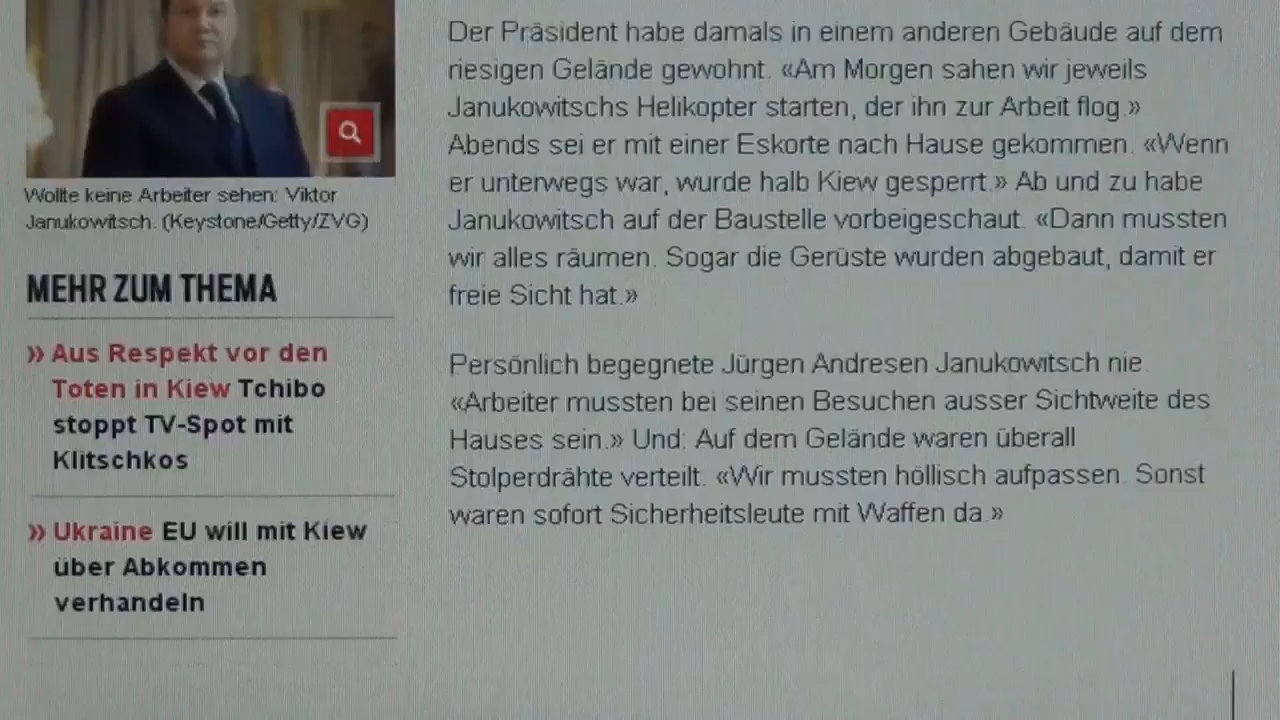 Wollte keine Arbeiter sehen: Viktor
Janukowitsch. (Keystone/Getty/ZVG)
MEHR ZUM THEMA
» Aus Respekt vor den
Toten in Kiew Tchibo
stoppt TV-Spot mit
Klitschkos
» Ukraine EU will mit Kiew
über Abkommen
verhandeln
Der Präsident habe damals in einem anderen Gebäude auf dem
riesigen Gelände gewohnt. «Am Morgen sahen wir jeweils
Janukowitschs Helikopter starten, der ihn zur Arbeit flog.»
Abends sei er mit einer Eskorte nach Hause gekommen. «Wenn
er unterwegs war, wurde halb Kiew gesperrt.» Ab und zu habe
Janukowitsch auf der Baustelle vorbeigeschaut. «Dann mussten
wir alles räumen. Sogar die Gerüste wurden abgebaut, damit er
freie Sicht hat.»
Persönlich begegnete Jürgen Andresen Janukowitsch nie.
«Arbeiter mussten bei seinen Besuchen ausser Sichtweite des
Hauses sein.» Und: Auf dem Gelände waren überall
Stolperdrähte verteilt. «Wir mussten höllisch aufpassen. Sonst
waren sofort Sicherheitsleute mit Waffen da.»